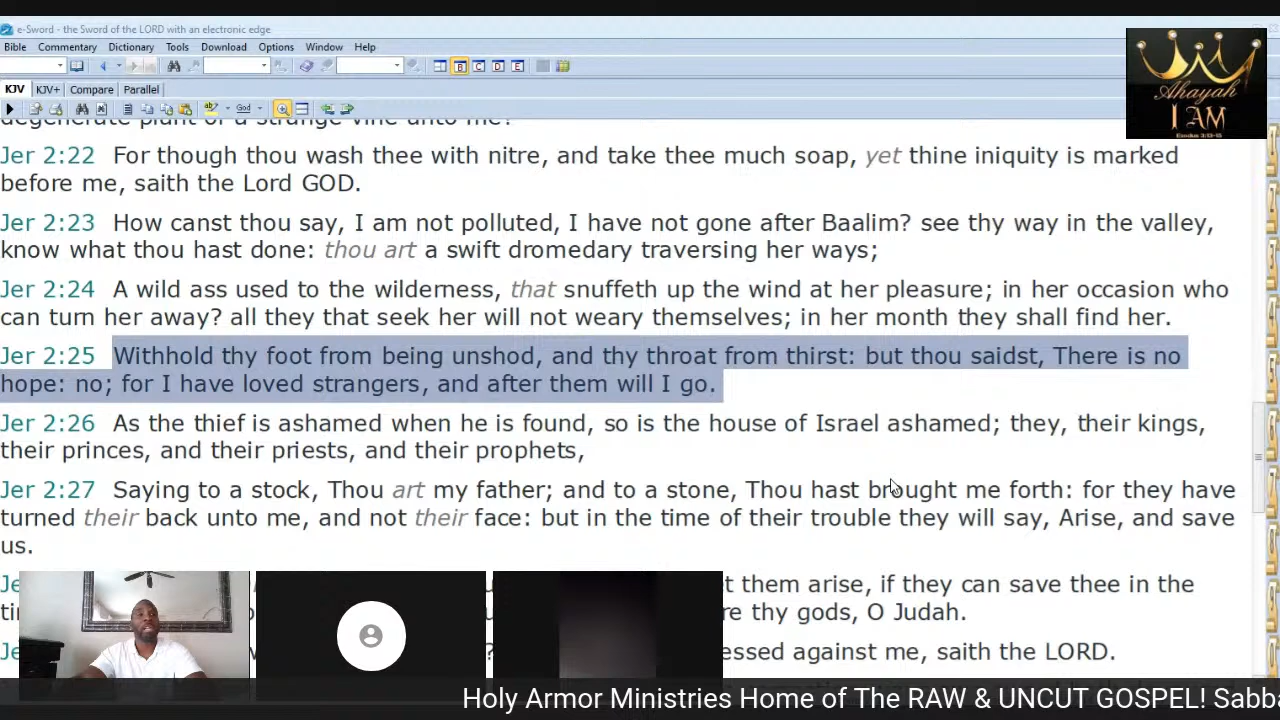 e-Sword - the Sword of the LORD with an electronic edge
Bible Commentary Dictionary Tools Download Options Window Help
KJV KJV+ Compare Parallel
God
Ahayah
I AM
Exodus 3:13-15
degenerate plant of a strange vine unto me?
Jer 2:22 For though thou wash thee with nitre, and take thee much soap, yet thine iniquity is marked
before me, saith the Lord GOD.
Jer 2:23 How canst thou say, I am not polluted, I have not gone after Baalim? see thy way in the valley,
know what thou hast done: thou art a swift dromedary traversing her ways;
Jer 2:24 A wild ass used to the wilderness, that snuffeth up the wind at her pleasure; in her occasion who
can turn her away? all they that seek her will not weary themselves; in her month they shall find her.
Jer 2:25 Withhold thy foot from being unshod, and thy throat from thirst: but thou saidst, There is no
hope: no; for I have loved strangers, and after them will I go.
Jer 2:26 As the thief is ashamed when he is found, so is the house of Israel ashamed; they, their kings,
their princes, and their priests, and their prophets,
Jer 2:27 Saying to a stock, Thou art my father; and to a stone, Thou hast brought me forth: for they have
turned their back unto me, and not their face: but in the time of their trouble they will say, Arise, and save
us.
them arise, if they can save thee in the
thy gods, O Judah.
against me, saith the LORD.
Holy Armor Ministries Home of The RAW & UNCUT GOSPEL! Sabba